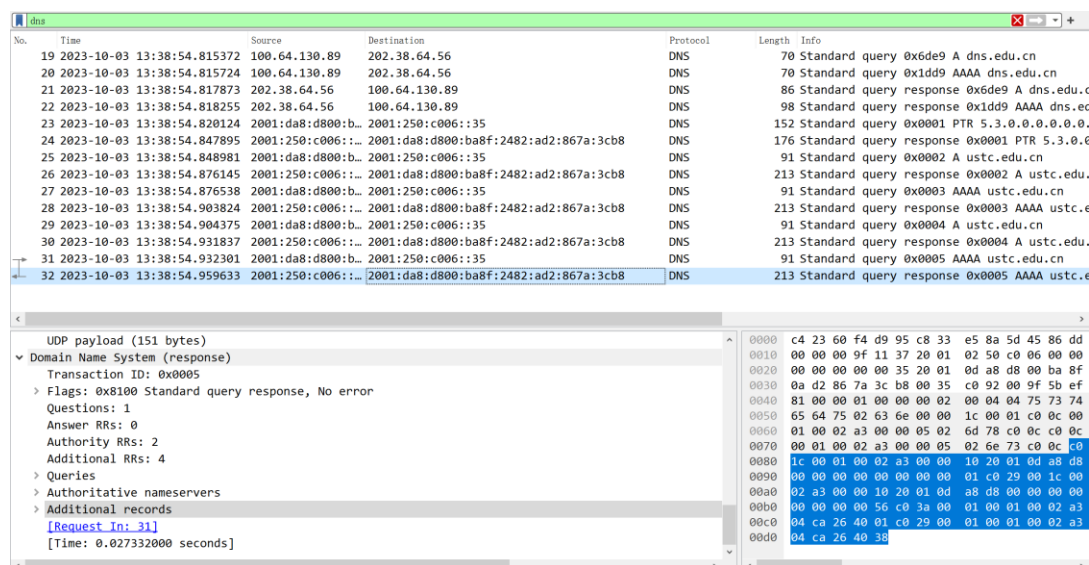 dns
No. Time Source Destination Protocol Length Info
19 2023-10-03 13:38:54.815372 100.64.130.89 202.38.64.56 DNS 70 Standard query 0x6de9 A dns.edu.cn
20 2023-10-03 13:38:54.815724 100.64.130.89 202.38.64.56 DNS 70 Standard query 0x1dd9 AAAA dns.edu.cn
21 2023-10-03 13:38:54.817873 202.38.64.56 100.64.130.89 DNS 86 Standard query response 0x6de9 A dns.edu.c
22 2023-10-03 13:38:54.818255 202.38.64.56 100.64.130.89 DNS 98 Standard query response 0x1dd9 AAAA dns.e
23 2023-10-03 13:38:54.820124 2001:da8:d800:b… 2001:250:c006::35 DNS 152 Standard query 0x0001 PTR 5.3.0.0.0.0.0.0.
24 2023-10-03 13:38:54.847895 2001:250:c006::… 2001:da8:d800:ba8f:2482:ad2:867a:3cb8 DNS 176 Standard query response 0x0001 PTR 5.3.0.0
25 2023-10-03 13:38:54.848981 2001:da8:d800:b… 2001:250:c006::35 DNS 91 Standard query 0x0002 A ustc.edu.cn
26 2023-10-03 13:38:54.876145 2001:250:c006::… 2001:da8:d800:ba8f:2482:ad2:867a:3cb8 DNS 213 Standard query response 0x0002 A ustc.edu.
27 2023-10-03 13:38:54.876538 2001:da8:d800:b… 2001:250:c006::35 DNS 91 Standard query 0x0003 AAAA ustc.edu.cn
28 2023-10-03 13:38:54.903824 2001:250:c006::… 2001:da8:d800:ba8f:2482:ad2:867a:3cb8 DNS 213 Standard query response 0x0003 AAAA ustc.e
29 2023-10-03 13:38:54.904375 2001:da8:d800:b… 2001:250:c006::35 DNS 91 Standard query 0x0004 A ustc.edu.cn
30 2023-10-03 13:38:54.931837 2001:250:c006::… 2001:da8:d800:ba8f:2482:ad2:867a:3cb8 DNS 213 Standard query response 0x0004 A ustc.edu.
31 2023-10-03 13:38:54.932301 2001:da8:d800:b… 2001:250:c006::35 DNS 91 Standard query 0x0005 AAAA ustc.edu.cn
32 2023-10-03 13:38:54.959633 2001:250:c006::… 2001:da8:d800:ba8f:2482:ad2:867a:3cb8 DNS 213 Standard query response 0x0005 AAAA ustc.e
UDP payload (151 bytes)
Domain Name System (response)
Transaction ID: 0x0005
Flags: 0x8100 Standard query response, No error
Questions: 1
Answer RRs: 0
Authority RRs: 2
Additional RRs: 4
Queries
Authoritative nameservers
Additional records
[Request In: 31]
[Time: 0.027332000 seconds]
0000 c4 23 60 f4 d9 95 c8 33 e5 8a 5d 45 86 dd
0010 00 00 00 9f 11 37 20 01 02 50 c0 06 00 00
0020 00 00 00 00 00 35 20 01 0d a8 d8 00 ba 8f
0030 0a d2 86 7a 3c b8 00 35 c0 92 00 9f 5b ef
0040 81 00 00 01 00 00 00 02 00 04 04 75 73 74
0050 65 64 75 02 63 6e 00 00 1c 00 01 c0 0c 00
0060 01 00 02 a3 00 00 05 02 6d 78 c0 0c c0 0c
0070 00 01 00 02 a3 00 00 05 02 6e 73 c0 0c c0
0080 1c 00 01 00 02 a3 00 00 10 20 01 0d a8 d8
0090 00 00 00 00 00 00 00 00 01 c0 29 00 1c 00
00a0 02 a3 00 00 10 20 01 0d a8 d8 00 00 00 00
00b0 00 00 00 00 56 c0 3a 00 01 00 01 00 02 a3
00c0 04 ca 26 40 01 c0 29 00 01 00 01 00 02 a3
00d0 04 ca 26 40 38